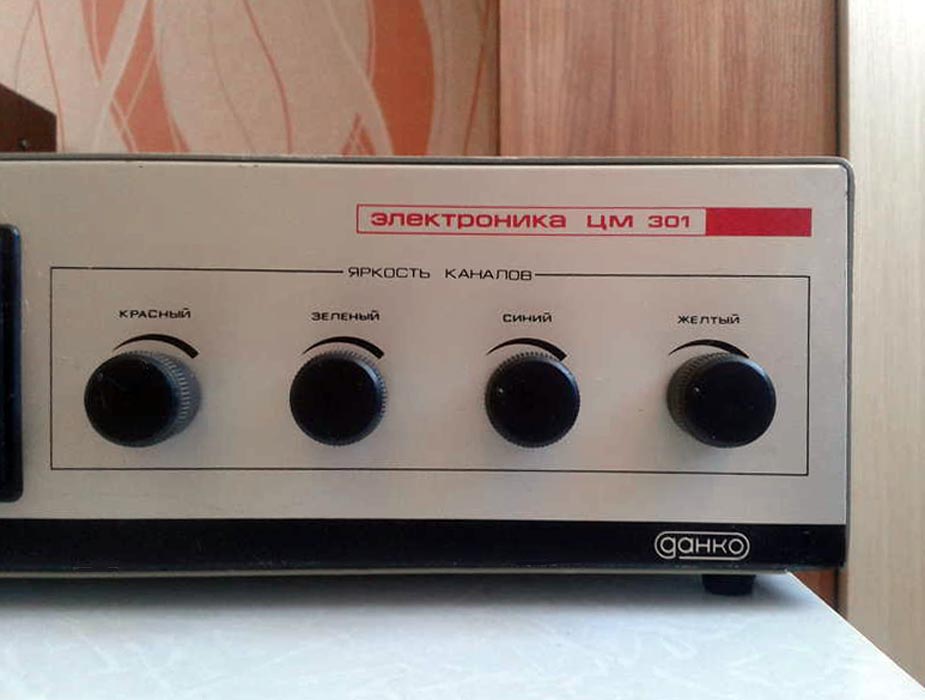 электроника ЦМ 301
ЯРКОСТЬ КАНАЛОВ
КРАСНЫЙ ЗЕЛЕНЫЙ СИНИЙ ЖЕЛТЫЙ
данко